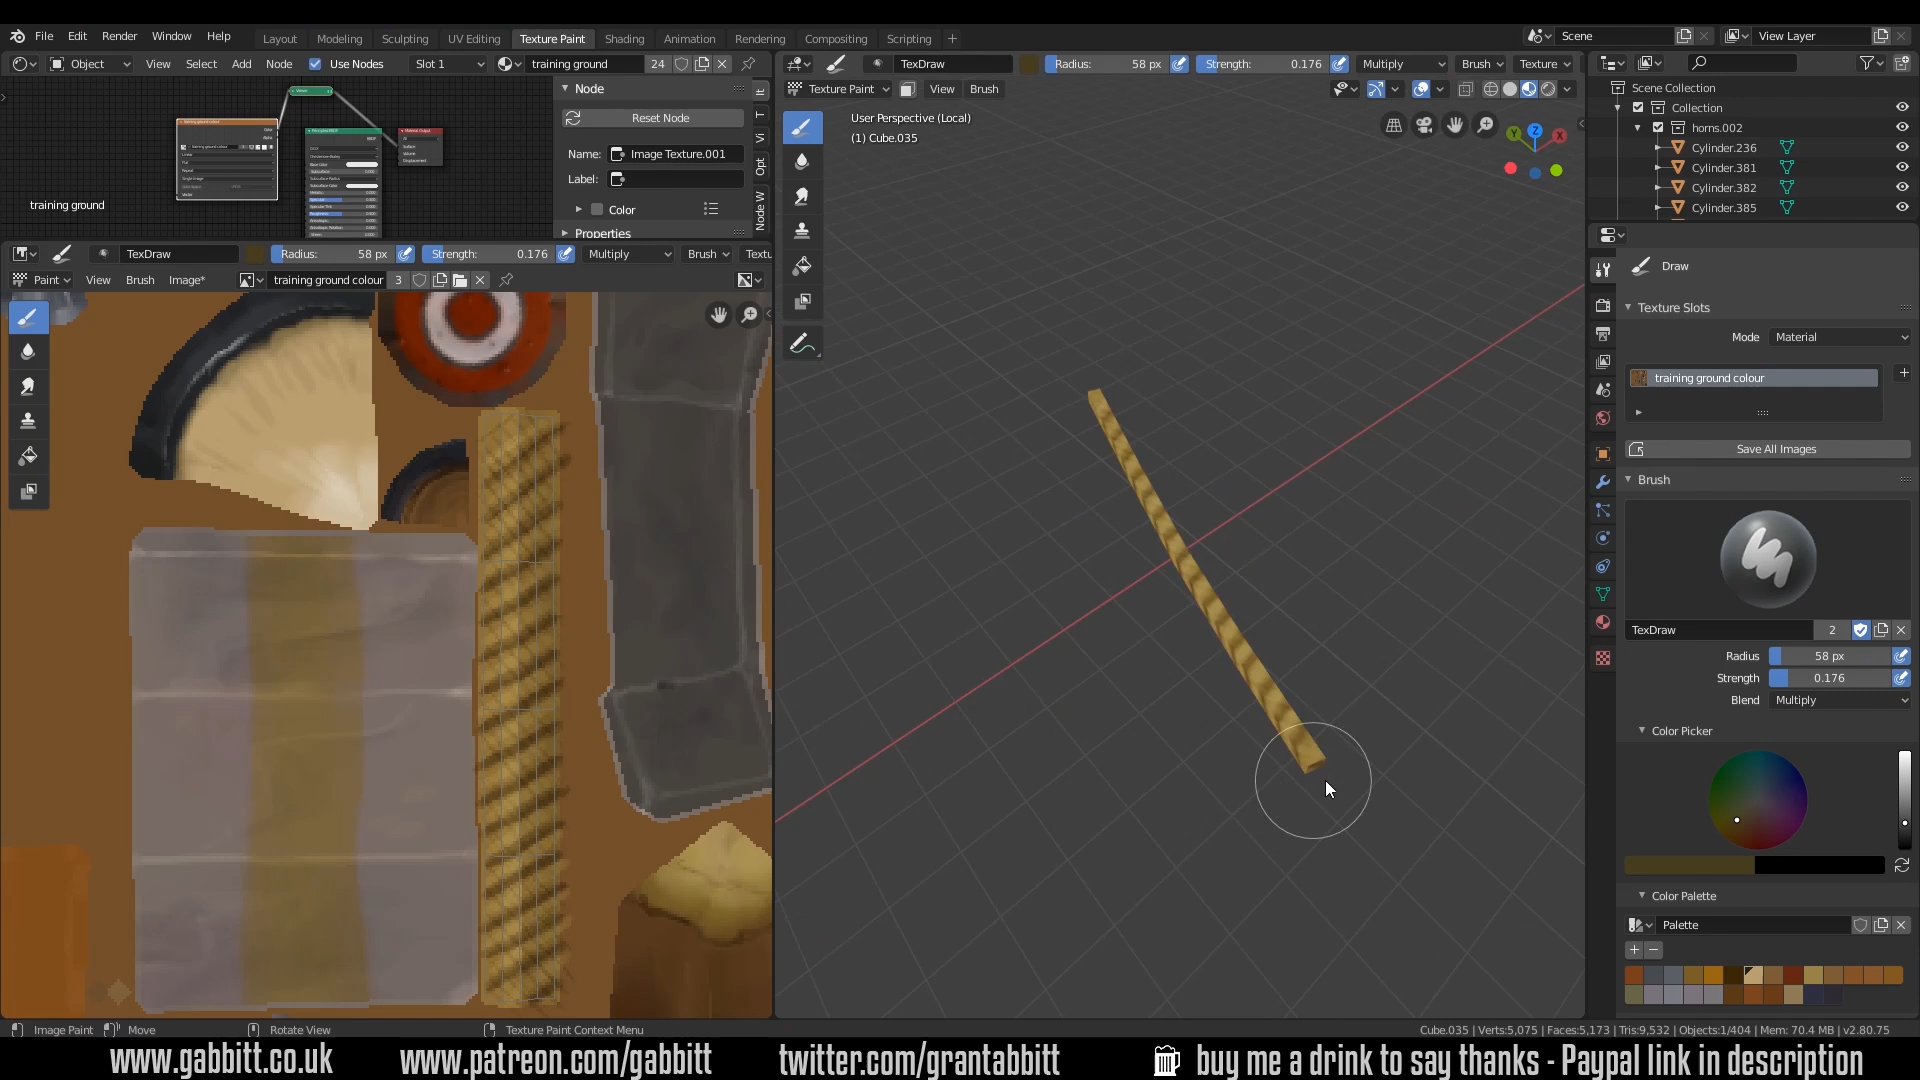 File Edit Render Window Help Layout Modeling Sculpting UV Editing Texture Paint Shading Animation Rendering Compositing Scripting + Scene View Layer
Object View Select Add Node Use Nodes Slot 1 training ground 24
TexDraw Radius: 58 px Strength: 0.176 Multiply Brush Texture
Texture Paint View Brush
User Perspective (Local)
(1) Cube.035
Node
Reset Node
Name: Image Texture.001
Label:
Color
Properties
training ground
Opt
Node W
TexDraw Radius: 58 px Strength: 0.176 Multiply Brush Textu
Paint View Brush Image* training ground colour 3
Scene Collection
Collection
horns.002
Cylinder.236
Cylinder.381
Cylinder.382
Cylinder.385
Draw
Texture Slots
Mode Material
training ground colour
Save All Images
Brush
TexDraw 2
Radius 58 px
Strength 0.176
Blend Multiply
Color Picker
Color Palette
Palette
Image Paint Move Rotate View Texture Paint Context Menu Cube.035 | Verts:5,075 | Faces:5,173 | Tris:9,532 | Objects:1/404 | Mem: 70.4 MB | v2.80.75
www.gabbitt.co.uk www.patreon.com/gabbitt twitter.com/grantabbitt buy me a drink to say thanks - Paypal link in description